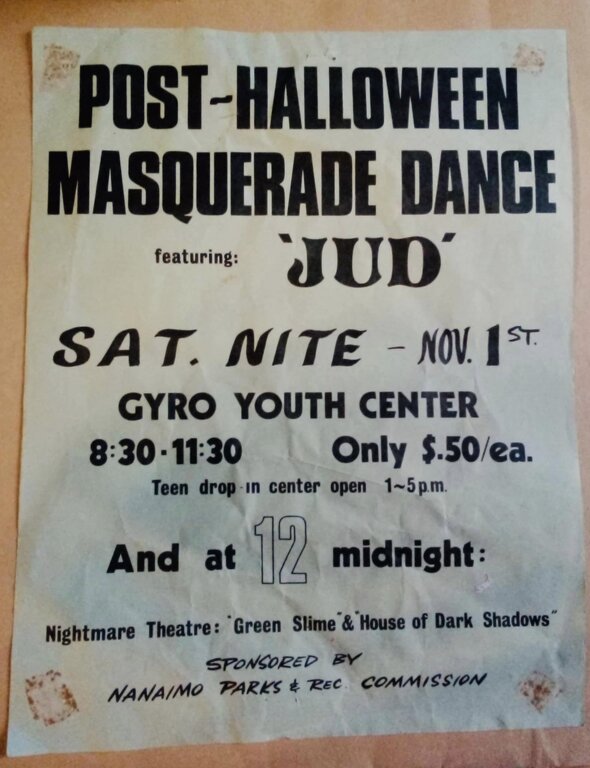 POST-HALLOWEEN
MASQUERADE DANCE
featuring: 'JUD'
SAT. NITE - NOV. 1ST.
GYRO YOUTH CENTER
8:30-11:30 Only $.50/ea.
Teen drop-in center open 1~5 p.m.
And at 12 midnight:
Nightmare Theatre: "Green Slime" & "House of Dark Shadows"
SPONSORED BY
NANAIMO PARKS & REC. COMMISSION